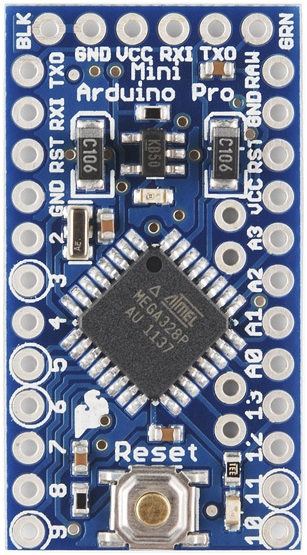 BLK
GND VCC RXI TXO
GRN
Mini
Arduino Pro
TXO
RXI
RST
GND
2
3
4
5
6
7
8
9
RAW
GND
RST
VCC
A3
A2
A1
A0
13
12
11
10
C106
KB50
C106
ATMEL
MEGA328P
AU 1137
Reset